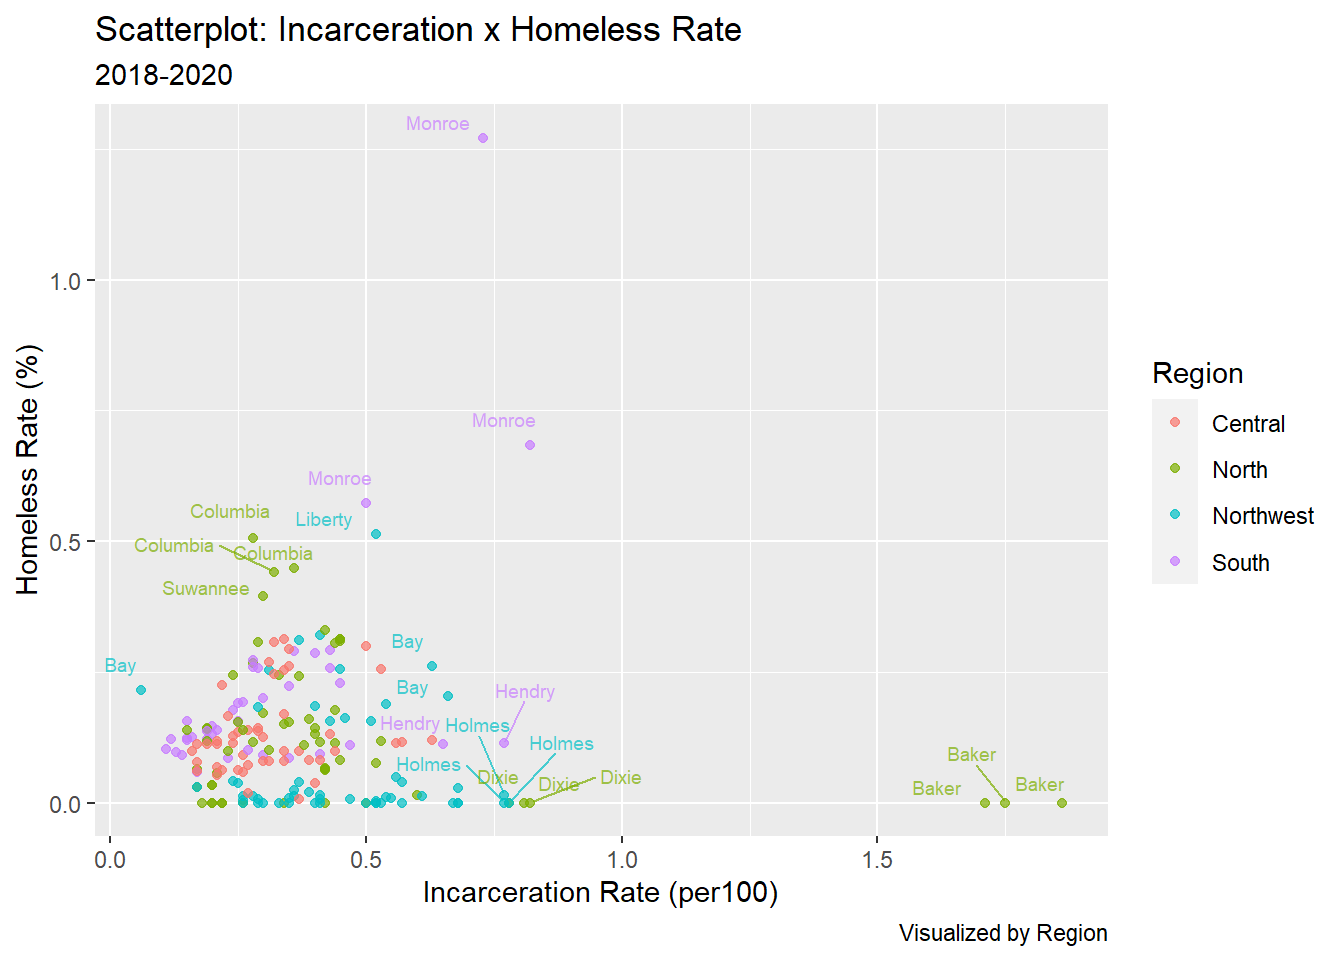 Scatterplot: Incarceration x Homeless Rate
2018-2020
Monroe
Monroe
Monroe
Columbia
Liberty
Columbia
Columbia
Suwannee
Bay
Bay
Bay
Hendry
Hendry
Holmes
Holmes
Holmes
Dixie
Dixie
Dixie
Baker
Baker
Baker
1.0
0.5
0.0
Homeless Rate (%)
0.0 0.5 1.0 1.5
Incarceration Rate (per100)
Region
Central
North
Northwest
South
Visualized by Region